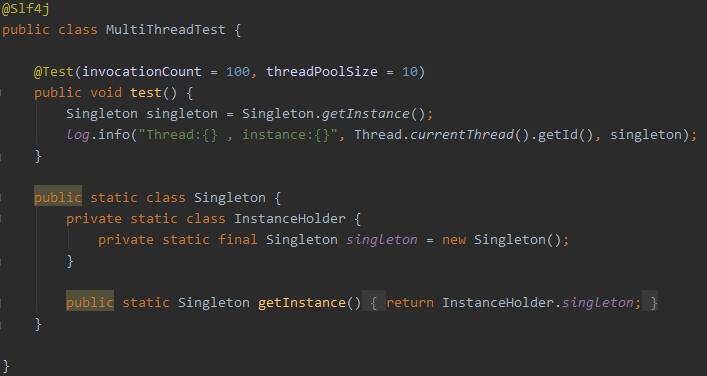 @Slf4j
public class MultiThreadTest {
@Test(invocationCount = 100, threadPoolSize = 10)
public void test() {
Singleton singleton = Singleton.getInstance();
log.info("Thread:{} , instance:{}", Thread.currentThread().getId(), singleton);
}
public static class Singleton {
private static class InstanceHolder {
private static final Singleton singleton = new Singleton();
}
public static Singleton getInstance() { return InstanceHolder.singleton; }
}
}